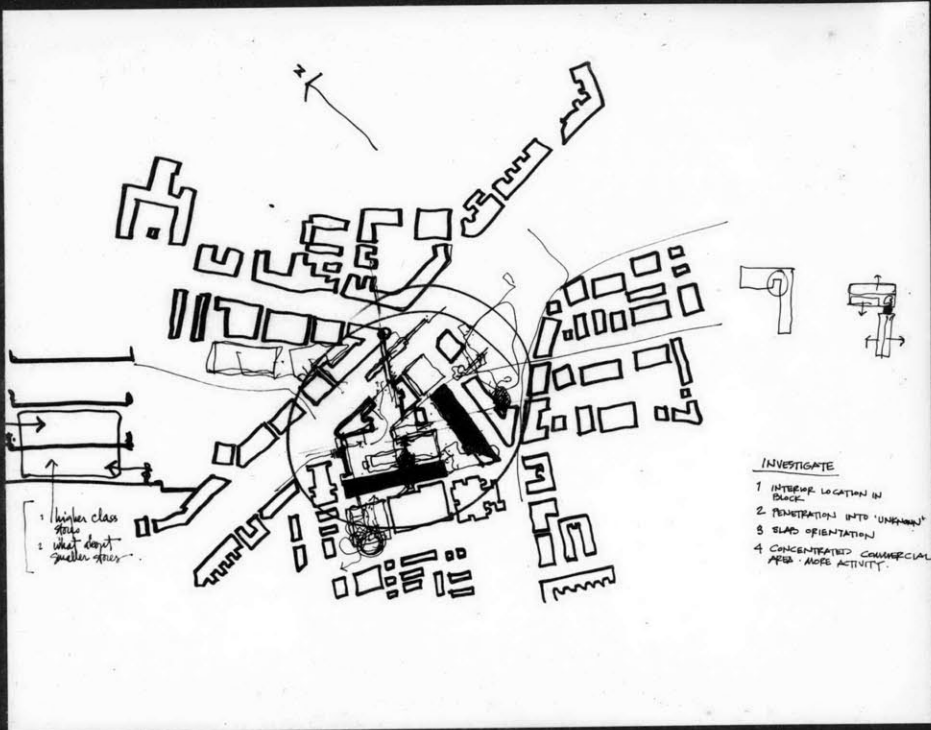 N
1 higher class
stores
2 what about
smaller stores.
INVESTIGATE
1 INTERIOR LOCATION IN
BLOCK
2 PENETRATION INTO "UNKNOWN"
3 SLAB ORIENTATION
4 CONCENTRATED COMMERCIAL
AREA - MORE ACTIVITY.